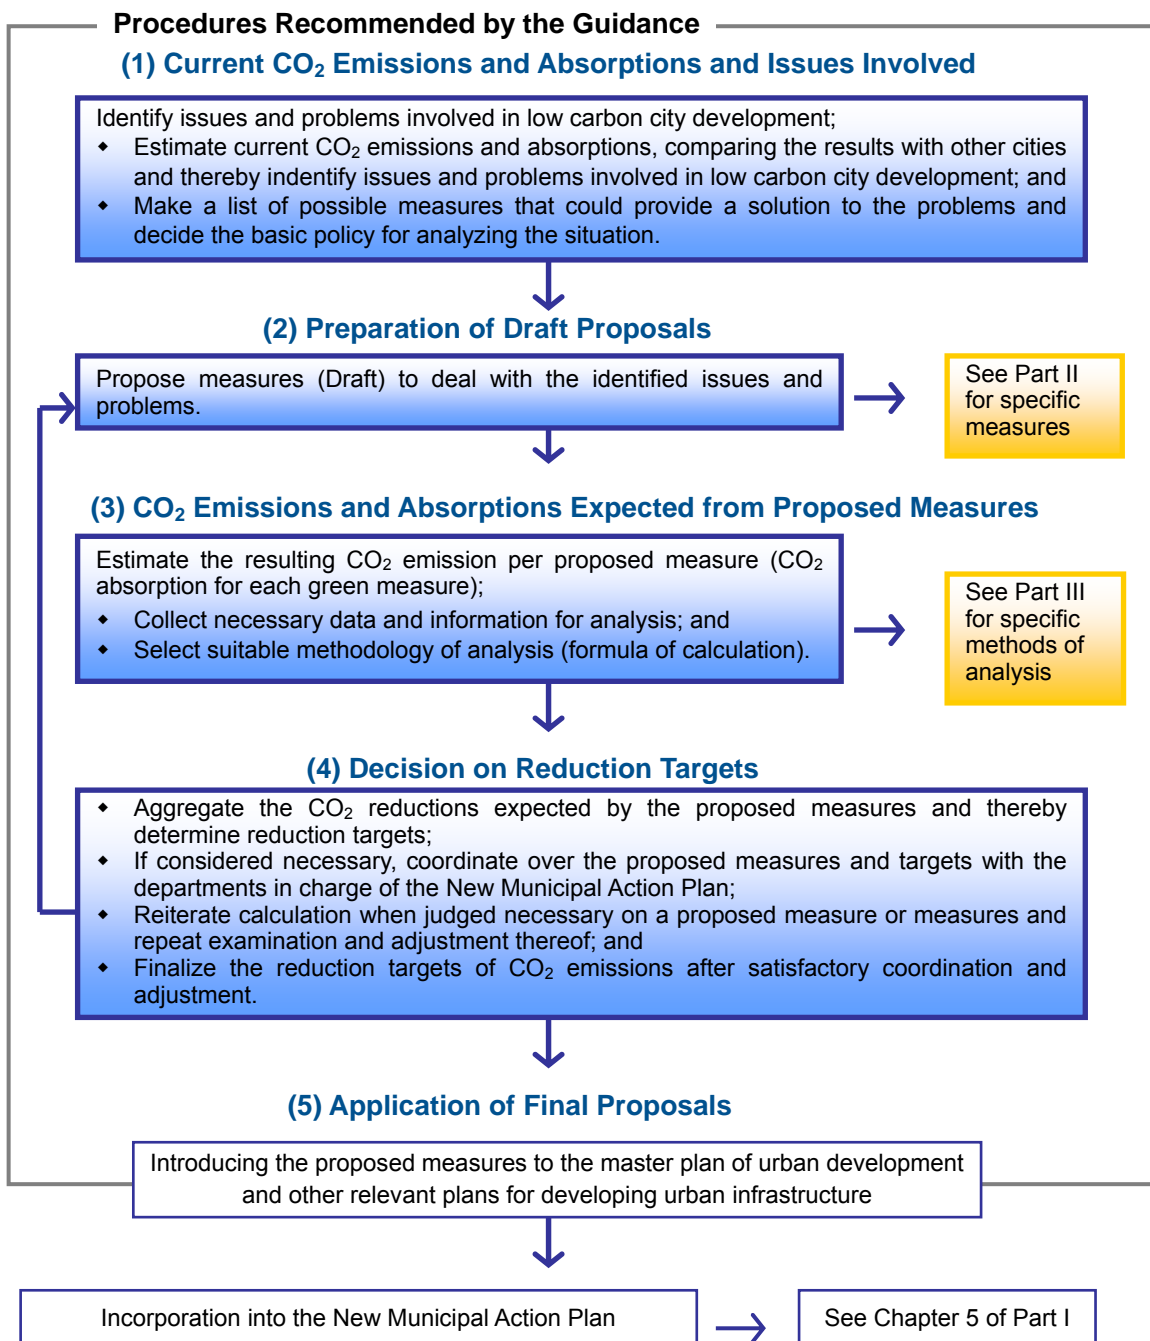 Procedures Recommended by the Guidance
(1) Current CO₂ Emissions and Absorptions and Issues Involved
Identify issues and problems involved in low carbon city development;
◆ Estimate current CO₂ emissions and absorptions, comparing the results with other cities
and thereby indentify issues and problems involved in low carbon city development; and
◆ Make a list of possible measures that could provide a solution to the problems and
decide the basic policy for analyzing the situation.
(2) Preparation of Draft Proposals
Propose measures (Draft) to deal with the identified issues and
problems.
See Part II
for specific
measures
(3) CO₂ Emissions and Absorptions Expected from Proposed Measures
Estimate the resulting CO₂ emission per proposed measure (CO₂
absorption for each green measure);
◆ Collect necessary data and information for analysis; and
◆ Select suitable methodology of analysis (formula of calculation).
See Part III
for specific
methods of
analysis
(4) Decision on Reduction Targets
◆ Aggregate the CO₂ reductions expected by the proposed measures and thereby
determine reduction targets;
◆ If considered necessary, coordinate over the proposed measures and targets with the
departments in charge of the New Municipal Action Plan;
◆ Reiterate calculation when judged necessary on a proposed measure or measures and
repeat examination and adjustment thereof; and
◆ Finalize the reduction targets of CO₂ emissions after satisfactory coordination and
adjustment.
(5) Application of Final Proposals
Introducing the proposed measures to the master plan of urban development
and other relevant plans for developing urban infrastructure
Incorporation into the New Municipal Action Plan
See Chapter 5 of Part I